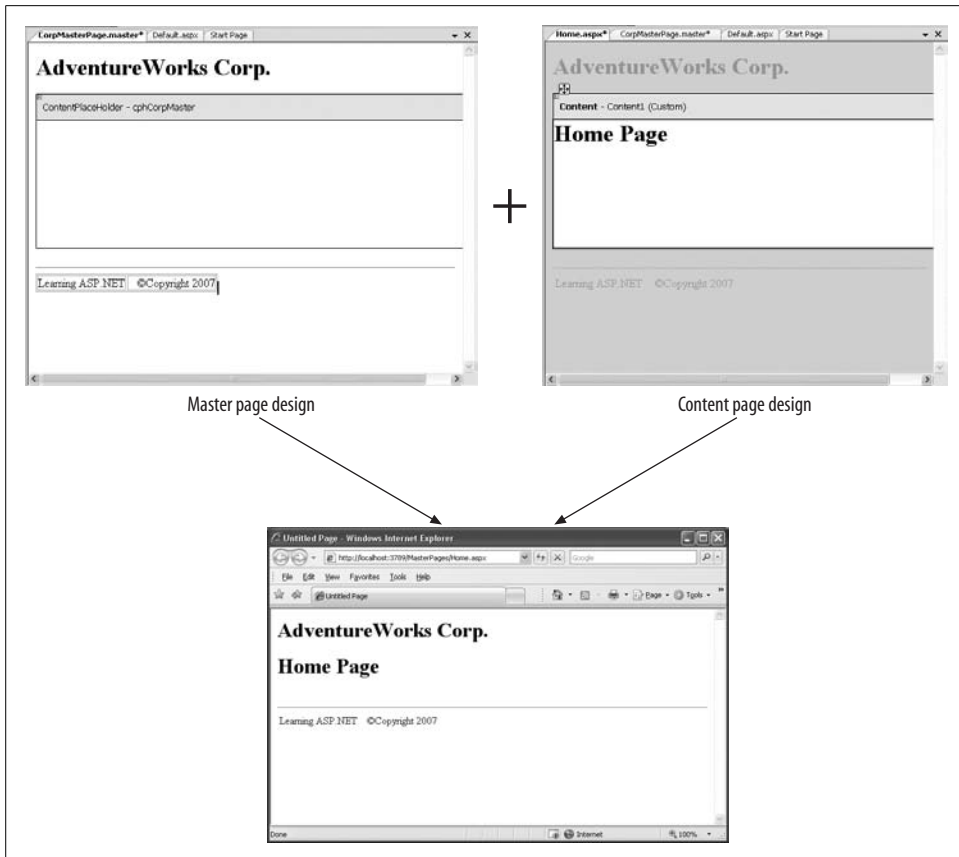 CorpMasterPage.master* Default.aspx Start Page
AdventureWorks Corp.
ContentPlaceHolder - cphCorpMaster
Learning ASP.NET ©Copyright 2007
Master page design
+
Home.aspx* CorpMasterPage.master* Default.aspx Start Page
AdventureWorks Corp.
Content - Content1 (Custom)
Home Page
Learning ASP.NET ©Copyright 2007
Content page design
Untitled Page - Windows Internet Explorer
http://localhost:3789/MasterPages/Home.aspx
Google
File Edit View Favorites Tools Help
Untitled Page
Page Tools
AdventureWorks Corp.
Home Page
Learning ASP.NET ©Copyright 2007
Done
Internet
100%